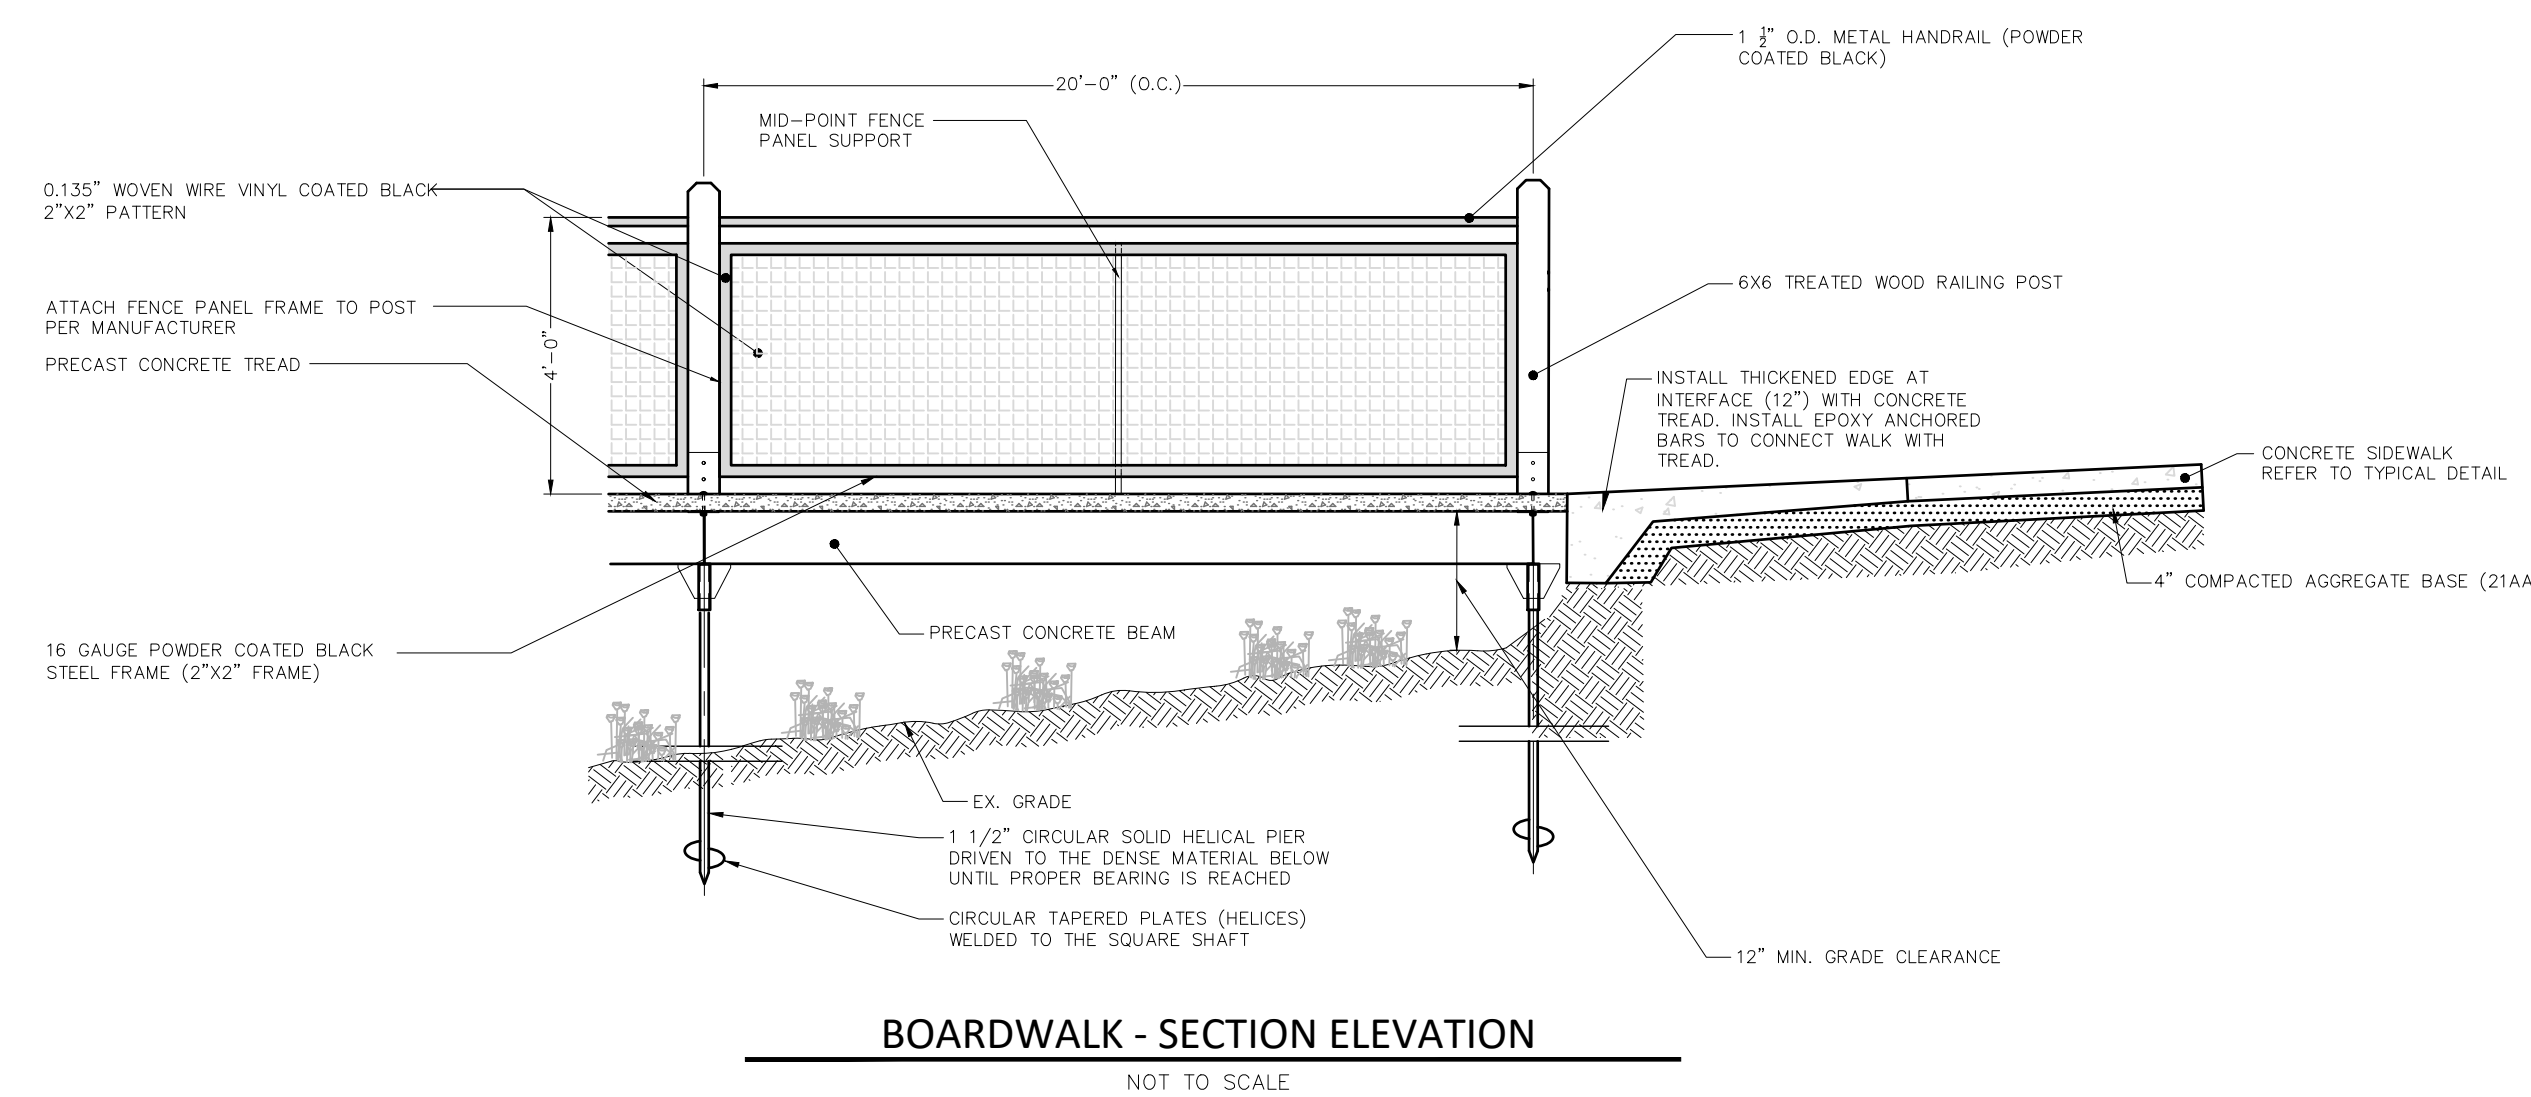 1 ½" O.D. METAL HANDRAIL (POWDER
COATED BLACK)
20'-0" (O.C.)
MID-POINT FENCE
PANEL SUPPORT
0.135" WOVEN WIRE VINYL COATED BLACK
2"X2" PATTERN
6X6 TREATED WOOD RAILING POST
ATTACH FENCE PANEL FRAME TO POST
PER MANUFACTURER
4'-0"
PRECAST CONCRETE TREAD
INSTALL THICKENED EDGE AT
INTERFACE (12") WITH CONCRETE
TREAD. INSTALL EPOXY ANCHORED
BARS TO CONNECT WALK WITH
TREAD.
CONCRETE SIDEWALK
REFER TO TYPICAL DETAIL
4" COMPACTED AGGREGATE BASE (21AA
PRECAST CONCRETE BEAM
16 GAUGE POWDER COATED BLACK
STEEL FRAME (2"X2" FRAME)
EX. GRADE
1 1/2" CIRCULAR SOLID HELICAL PIER
DRIVEN TO THE DENSE MATERIAL BELOW
UNTIL PROPER BEARING IS REACHED
CIRCULAR TAPERED PLATES (HELICES)
WELDED TO THE SQUARE SHAFT
12" MIN. GRADE CLEARANCE
BOARDWALK - SECTION ELEVATION
NOT TO SCALE